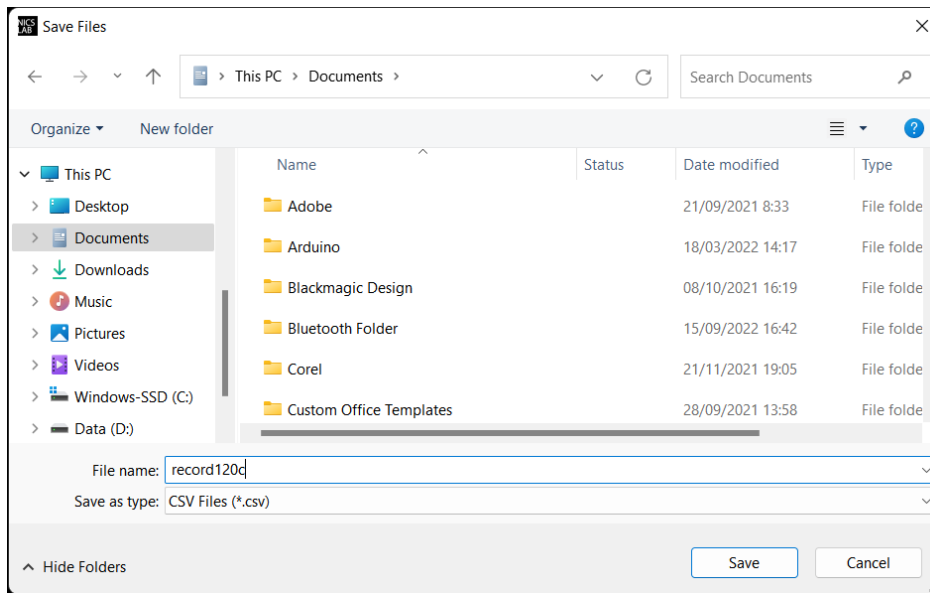 NICS LAB Save Files
This PC > Documents >
Search Documents
Organize New folder
?
Name Status Date modified Type
This PC
Desktop
Documents
Downloads
Music
Pictures
Videos
Windows-SSD (C:)
Data (D:)
Adobe 21/09/2021 8:33 File folde
Arduino 18/03/2022 14:17 File folde
Blackmagic Design 08/10/2021 16:19 File folde
Bluetooth Folder 15/09/2022 16:42 File folde
Corel 21/11/2021 19:05 File folde
Custom Office Templates 28/09/2021 13:58 File folde
File name: record120c
Save as type: CSV Files (*.csv)
Hide Folders
Save Cancel